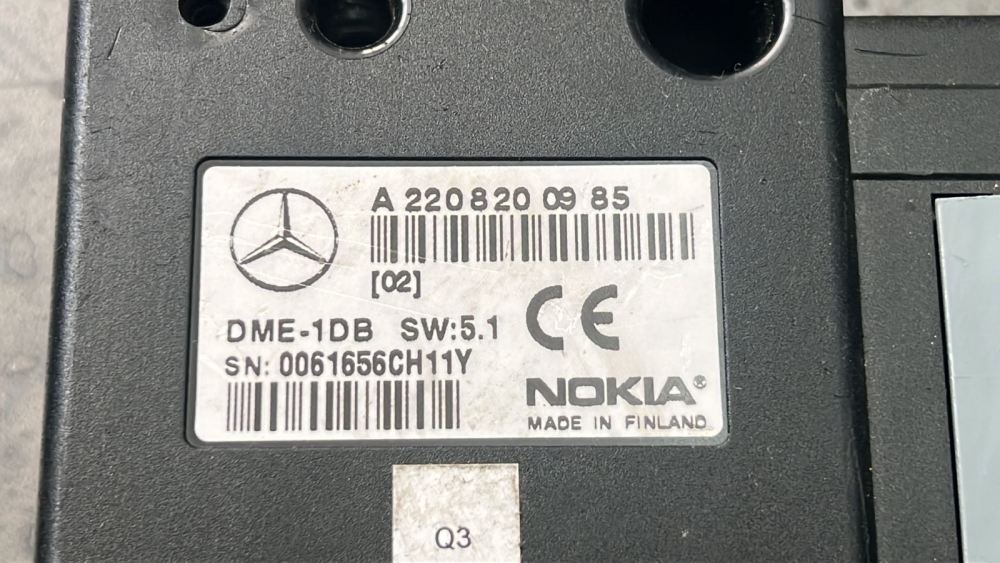 A 220 820 09 85
[02]
DME-1DB SW:5.1
SN: 0061656CH11Y
CE
NOKIA®
MADE IN FINLAND
Q3